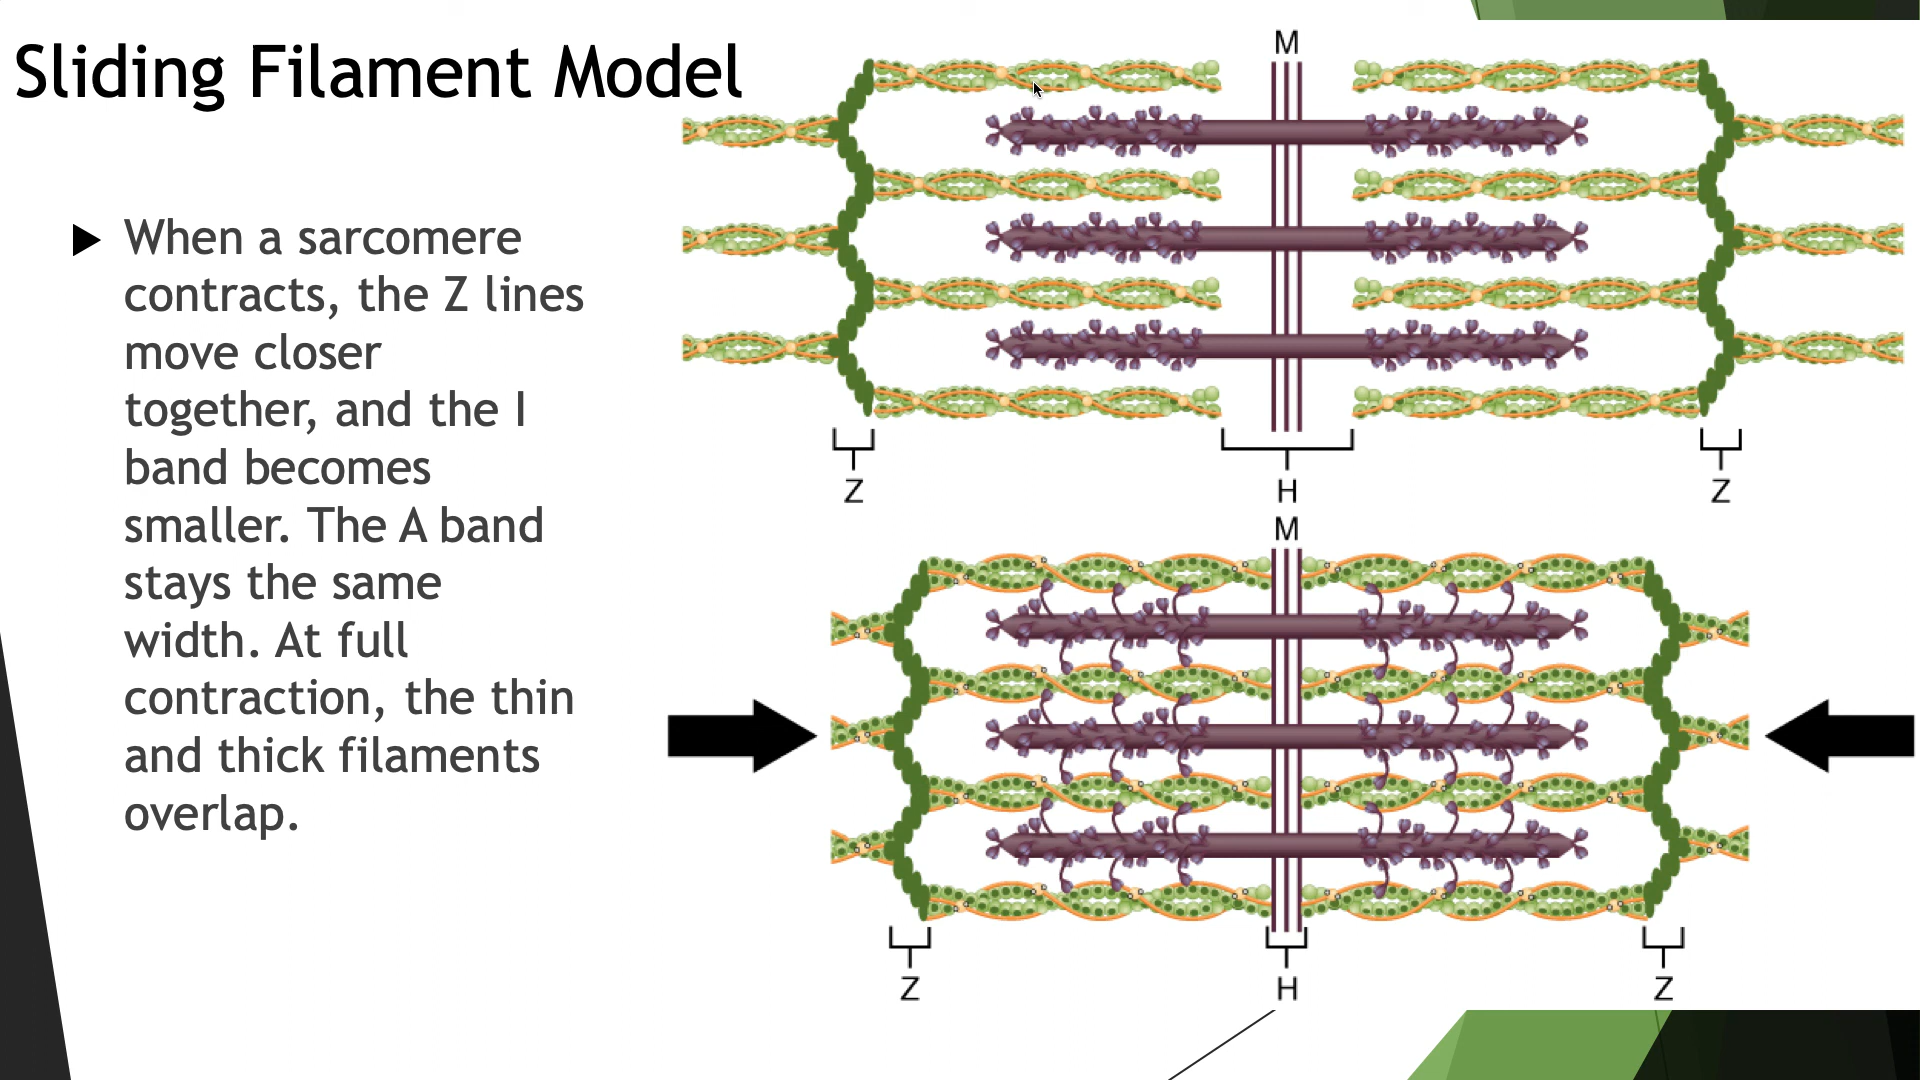 Sliding Filament Model
When a sarcomere
contracts, the Z lines
move closer
together, and the I
band becomes
smaller. The A band
stays the same
width. At full
contraction, the thin
and thick filaments
overlap.
M
Z
H
Z
M
Z
H
Z